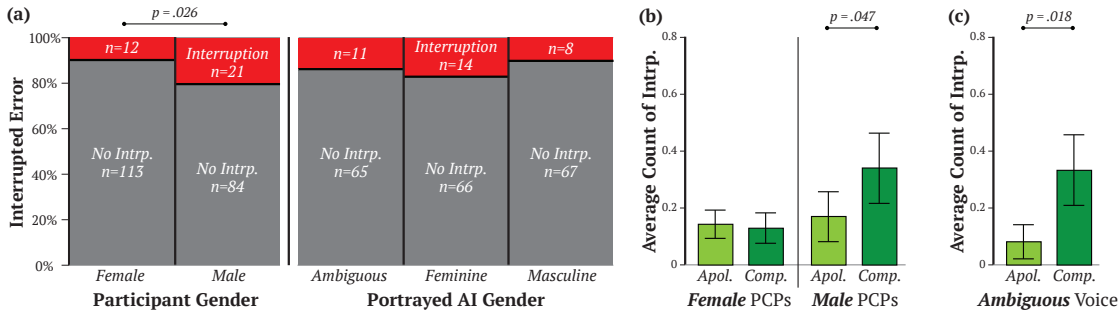 (a)
p = .026
Interrupted Error
100%
80%
60%
40%
20%
0%
n=12
Interruption
n=21
No Intrp.
n=113
No Intrp.
n=84
Female
Male
Participant Gender
n=11
Interruption
n=14
n=8
No Intrp.
n=65
No Intrp.
n=66
No Intrp.
n=67
Ambiguous
Feminine
Masculine
Portrayed AI Gender
(b)
p = .047
Average Count of Intrp.
0.8
0.6
0.4
0.2
0
Apol.
Comp.
Apol.
Comp.
Female PCPs
Male PCPs
(c)
p = .018
Average Count of Intrp.
0.8
0.6
0.4
0.2
0
Apol.
Comp.
Ambiguous Voice